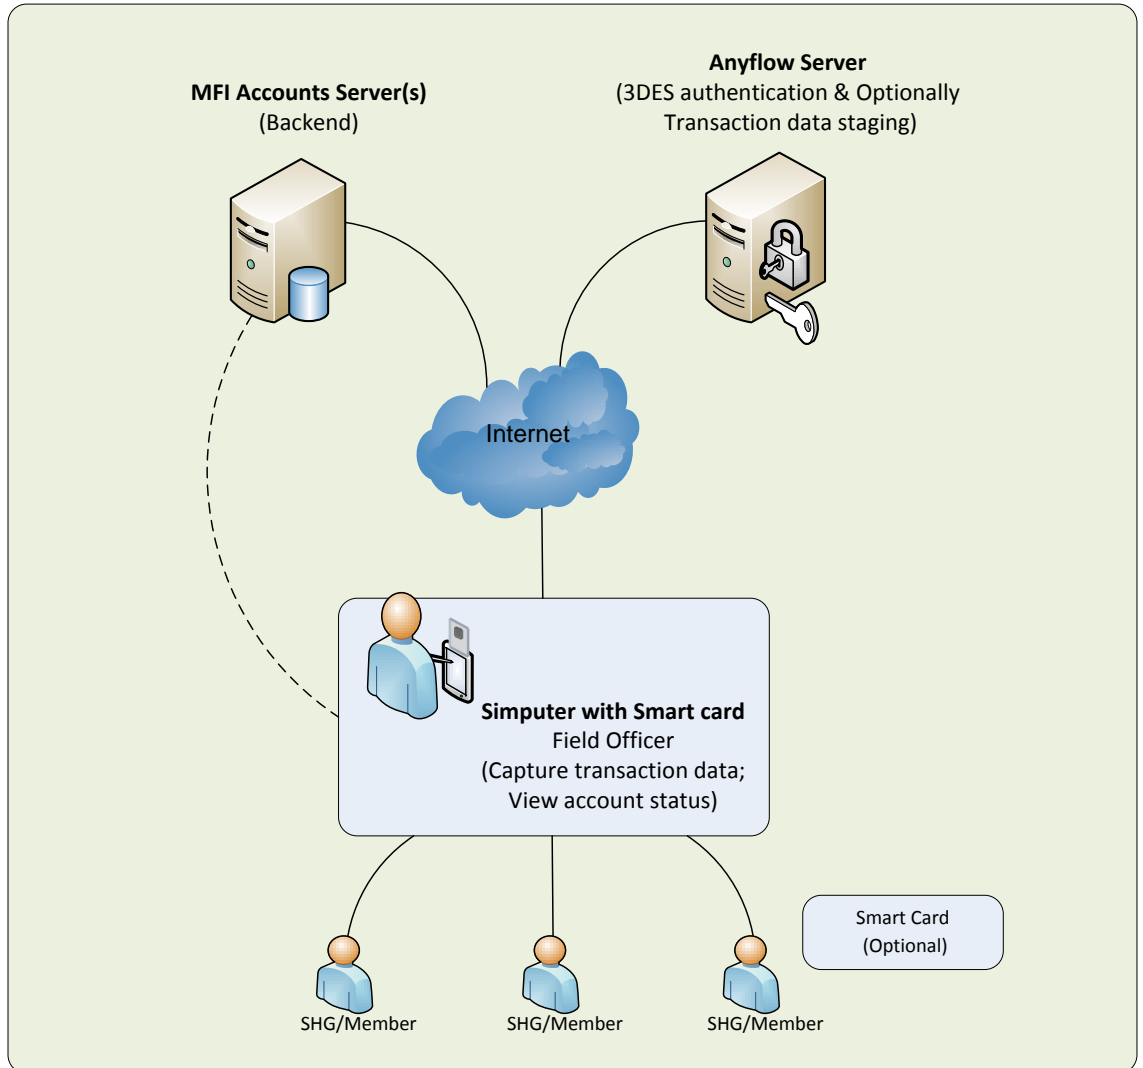 MFI Accounts Server(s)
(Backend)
Anyflow Server
(3DES authentication & Optionally
Transaction data staging)
Internet
Simputer with Smart card
Field Officer
(Capture transaction data;
View account status)
Smart Card
(Optional)
SHG/Member
SHG/Member
SHG/Member